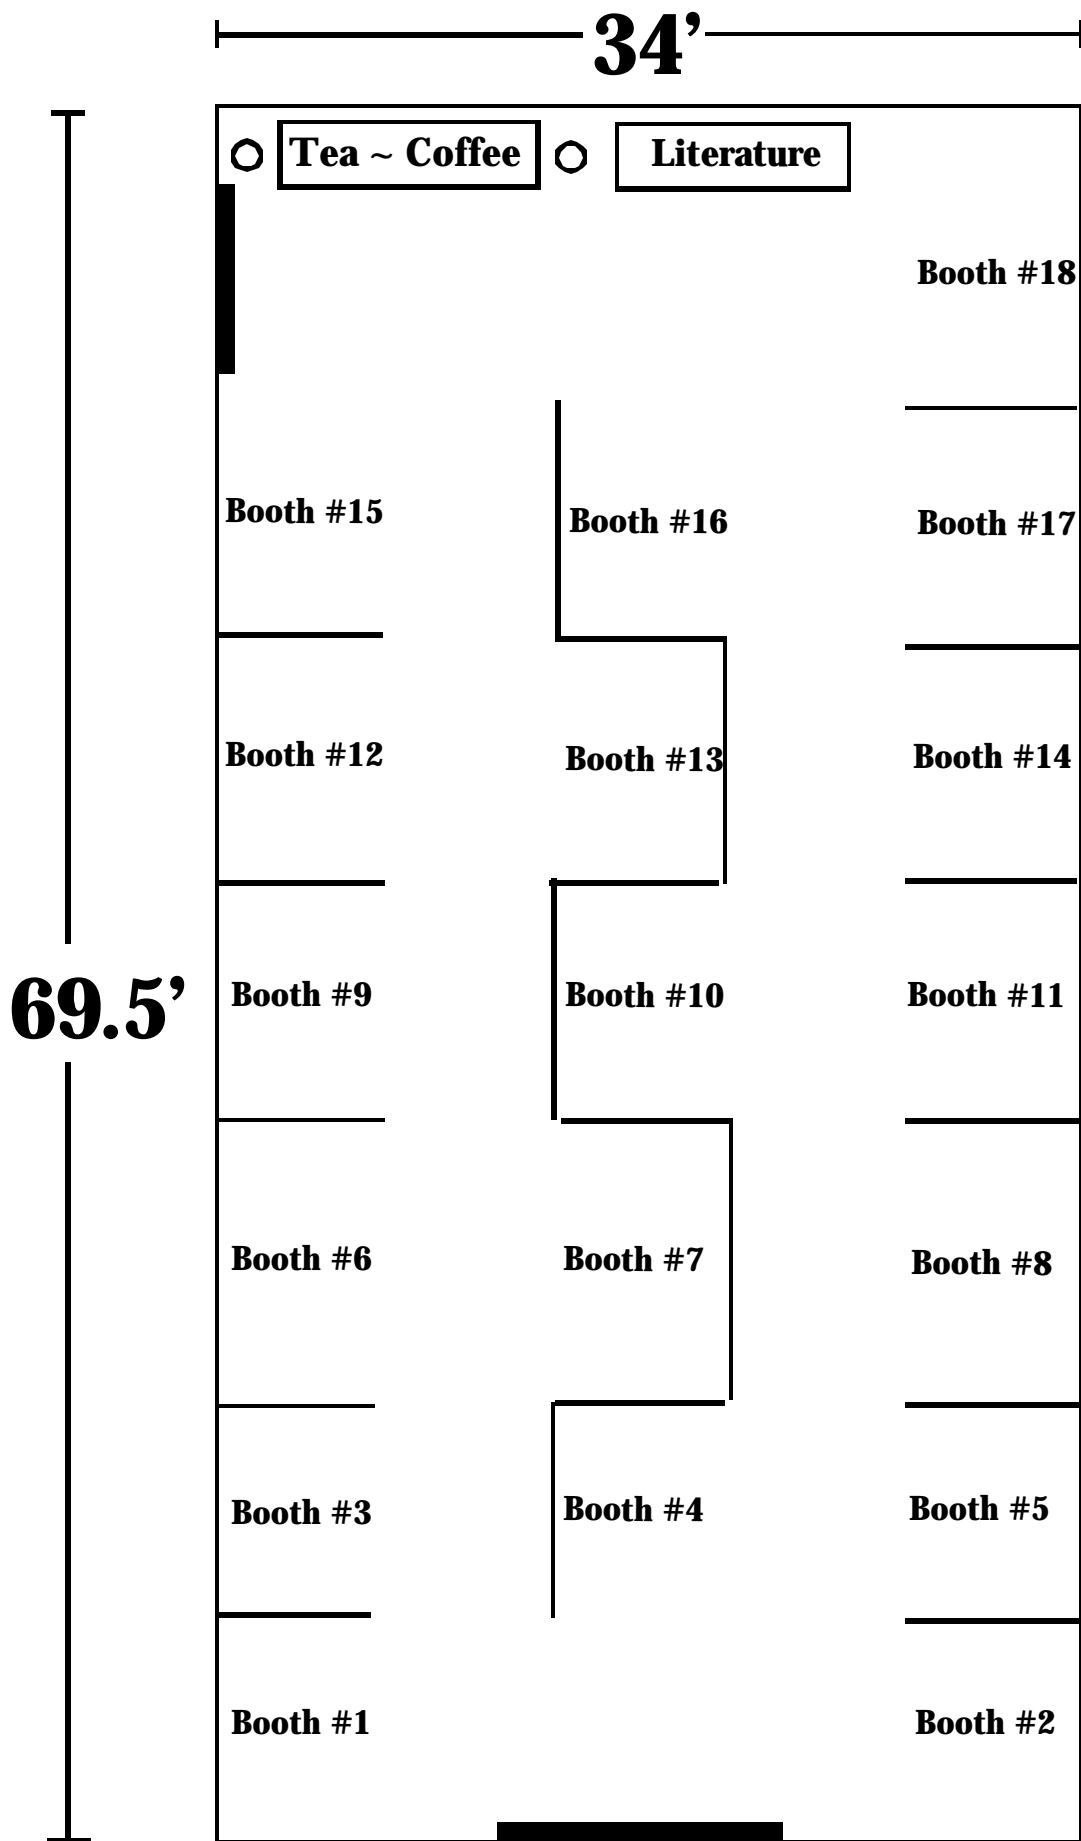 34’
Tea ~ Coffee
Literature
Booth #18
Booth #15
Booth #16
Booth #17
Booth #12
Booth #13
Booth #14
69.5’
Booth #9
Booth #10
Booth #11
Booth #6
Booth #7
Booth #8
Booth #3
Booth #4
Booth #5
Booth #1
Booth #2